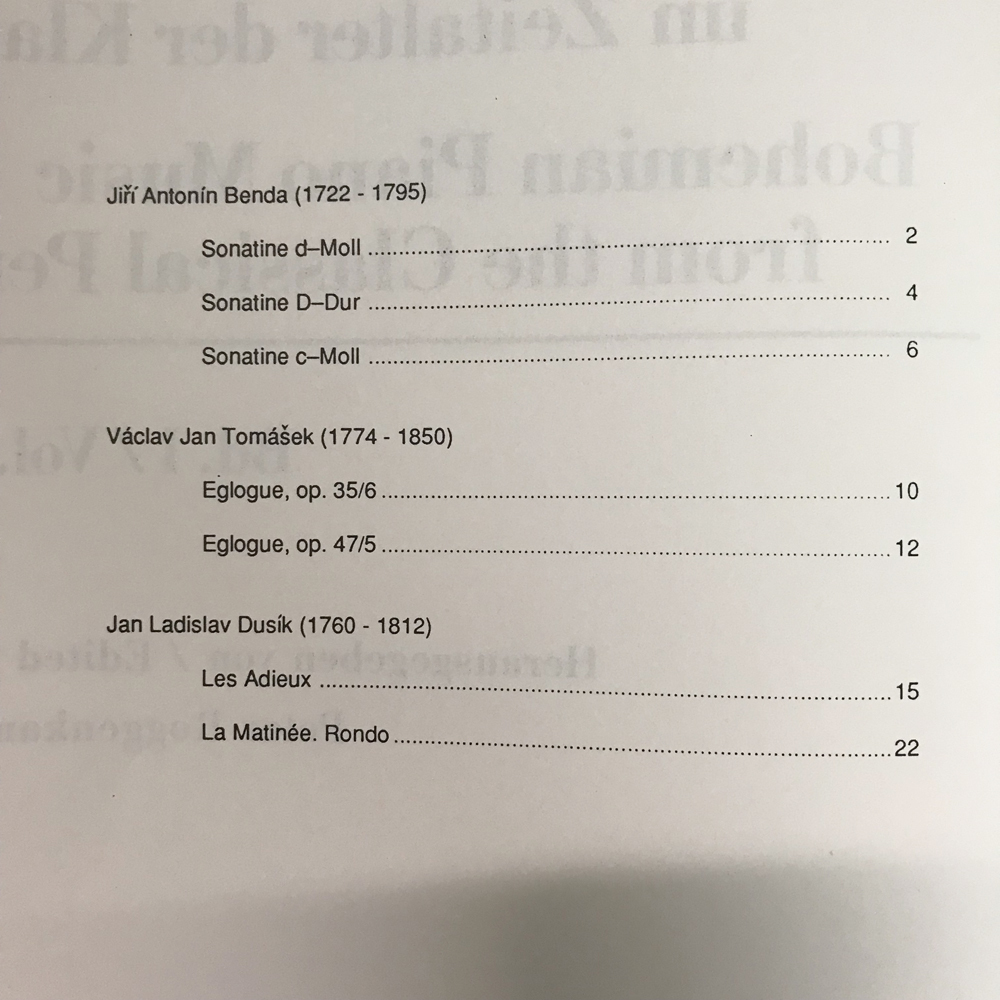 Jiří Antonín Benda (1722 - 1795)
Sonatine d–Moll ........................................ 2
Sonatine D–Dur ........................................ 4
Sonatine c–Moll ........................................ 6
Václav Jan Tomášek (1774 - 1850)
Eglogue, op. 35/6 ........................................ 10
Eglogue, op. 47/5 ........................................ 12
Jan Ladislav Dusík (1760 - 1812)
Les Adieux ........................................ 15
La Matinée. Rondo ........................................ 22